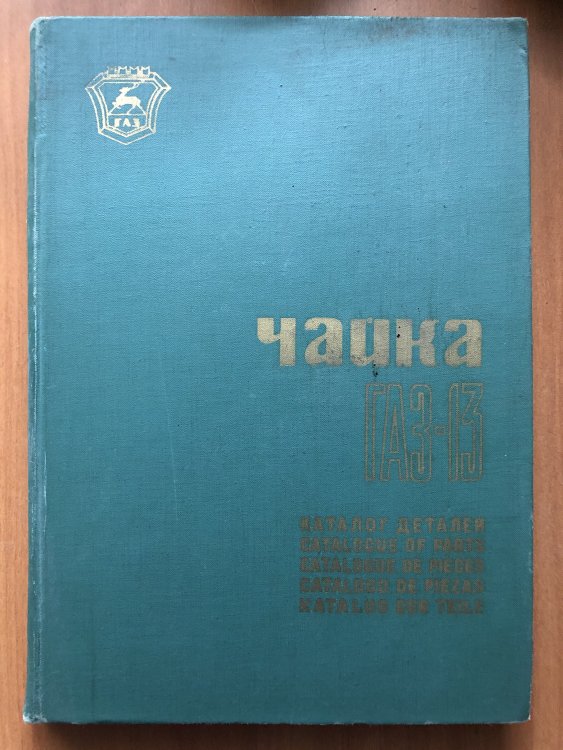 ГАЗ
чайка
ГАЗ-13
КАТАЛОГ ДЕТАЛЕЙ
CATALOGUE OF PARTS
CATALOGUE DE PIECES
CATALOGO DE PIEZAS
KATALOG DER TEILE